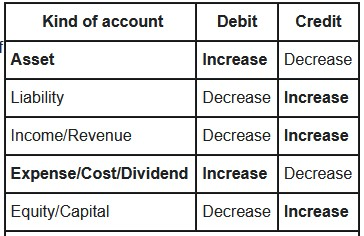 Kind of account Debit Credit
f
Asset Increase Decrease
Liability Decrease Increase
Income/Revenue Decrease Increase
Expense/Cost/Dividend Increase Decrease
Equity/Capital Decrease Increase